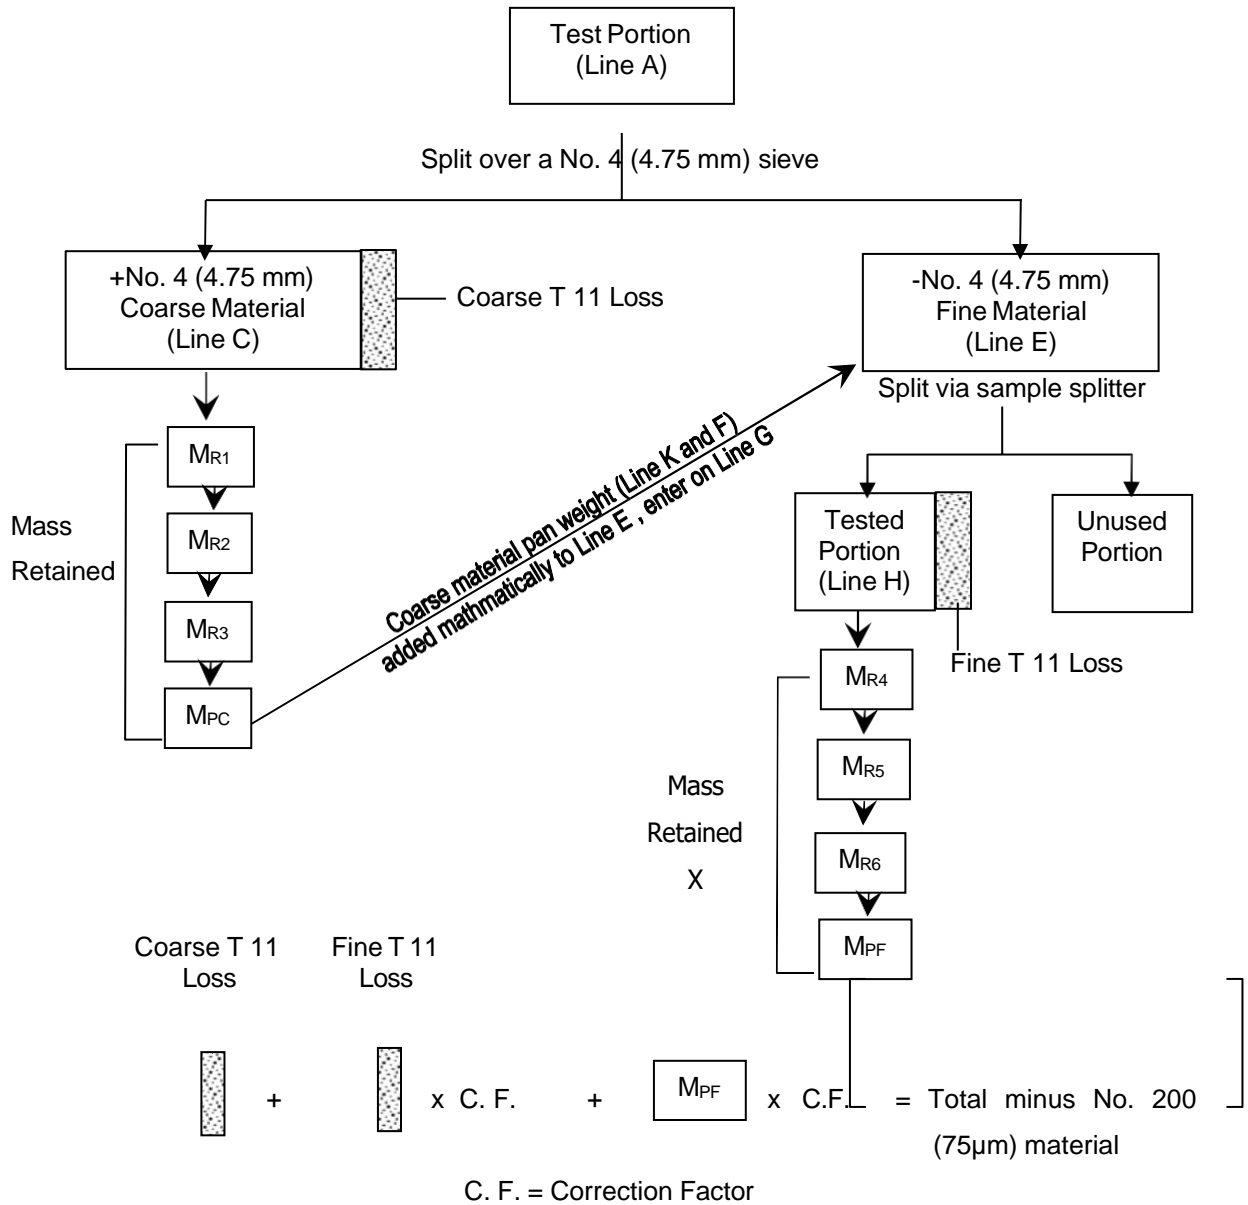 Test Portion
(Line A)
Split over a No. 4 (4.75 mm) sieve
+No. 4 (4.75 mm)
Coarse Material
(Line C)
Coarse T 11 Loss
-No. 4 (4.75 mm)
Fine Material
(Line E)
Split via sample splitter
Mass
Retained
MR1
MR2
MR3
MPC
Coarse material pan weight (Line K and F)
added mathmatically to Line E , enter on Line G
Tested
Portion
(Line H)
Unused
Portion
Fine T 11 Loss
Mass
Retained
X
MR4
MR5
MR6
MPF
Coarse T 11
Loss
Fine T 11
Loss
+ x C. F. + MPF x C.F. = Total minus No. 200
(75µm) material
C. F. = Correction Factor